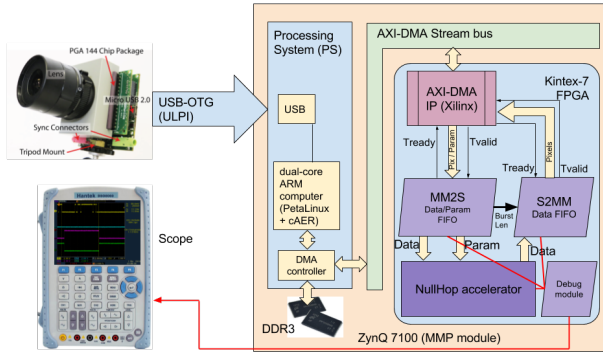 PGA 144 Chip Package
Lens
Micro USB 2.0
Sync Connectors
Tripod Mount
USB-OTG
(ULPI)
Processing
System (PS)
USB
dual-core
ARM
computer
(PetaLinux
+ cAER)
DMA
controller
DDR3
AXI-DMA Stream bus
Kintex-7
FPGA
AXI-DMA
IP (Xilinx)
Tready
Pix / Param
Tvalid
Tready
Pixels
Tvalid
MM2S
Data/Param
FIFO
Burst
Len
S2MM
Data FIFO
Data
Param
Data
NullHop accelerator
Debug
module
ZynQ 7100 (MMP module)
Hantek
Scope